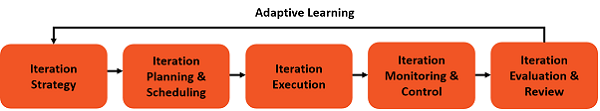 Adaptive Learning
Iteration
Strategy
Iteration
Planning &
Scheduling
Iteration
Execution
Iteration
Monitoring &
Control
Iteration
Evaluation &
Review